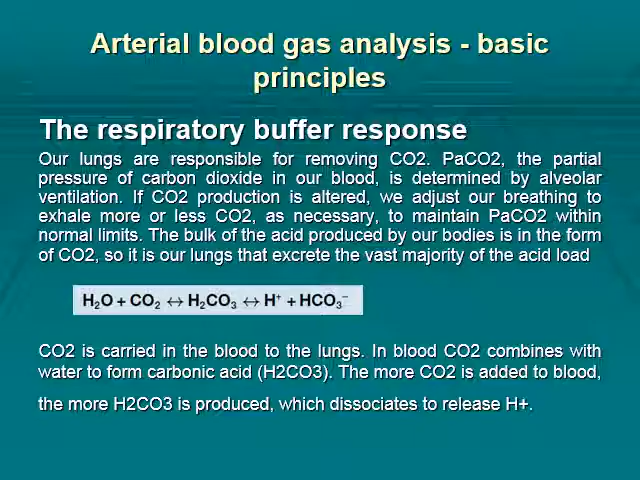 Arterial blood gas analysis - basic
principles
The respiratory buffer response
Our lungs are responsible for removing CO2. PaCO2, the partial
pressure of carbon dioxide in our blood, is determined by alveolar
ventilation. If CO2 production is altered, we adjust our breathing to
exhale more or less CO2, as necessary, to maintain PaCO2 within
normal limits. The bulk of the acid produced by our bodies is in the form
of CO2, so it is our lungs that excrete the vast majority of the acid load
H₂O + CO₂ ↔ H₂CO₃ ↔ H⁺ + HCO₃⁻
CO2 is carried in the blood to the lungs. In blood CO2 combines with
water to form carbonic acid (H2CO3). The more CO2 is added to blood,
the more H2CO3 is produced, which dissociates to release H+.